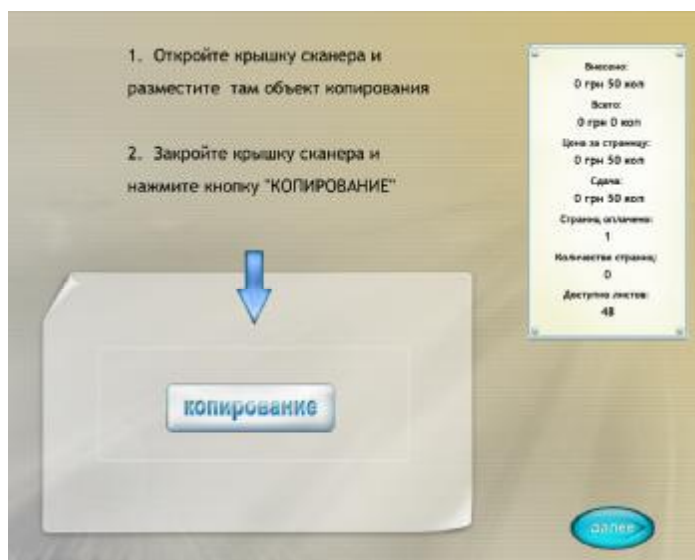 1. Откройте крышку сканера и
разместите там объект копирования
2. Закройте крышку сканера и
нажмите кнопку "КОПИРОВАНИЕ"
копирование
Внесено:
0 грн 50 коп
Всего:
0 грн 0 коп
Цена за страницу:
0 грн 50 коп
Сдача:
0 грн 50 коп
Страниц оплачено:
1
Количество страниц:
0
Доступно листов:
48
далее